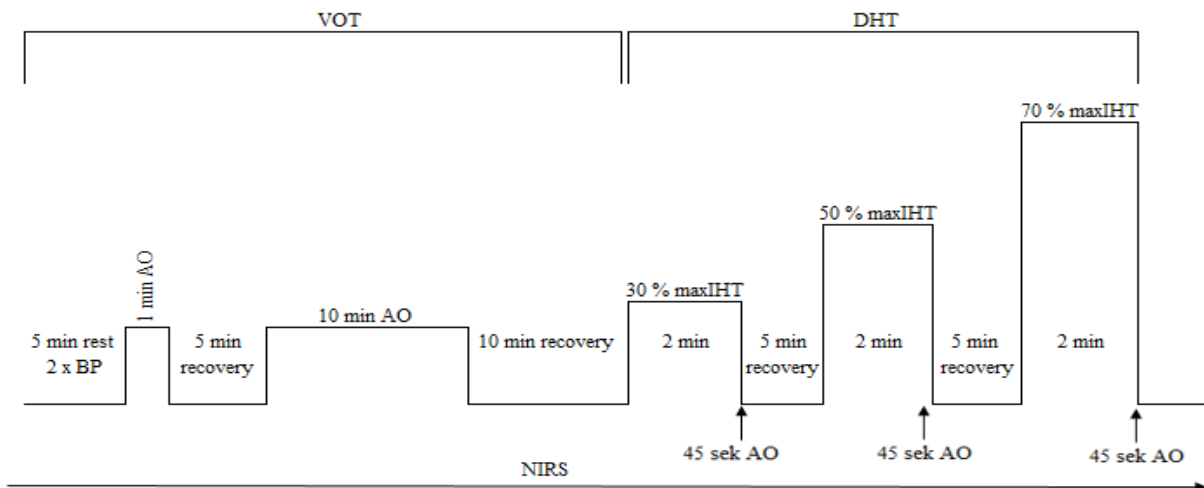 VOT
DHT
70 % maxIHT
50 % maxIHT
30 % maxIHT
1 min AO
10 min AO
5 min rest
2 x BP
5 min
recovery
10 min recovery
2 min
5 min
recovery
2 min
5 min
recovery
2 min
45 sek AO
45 sek AO
45 sek AO
NIRS